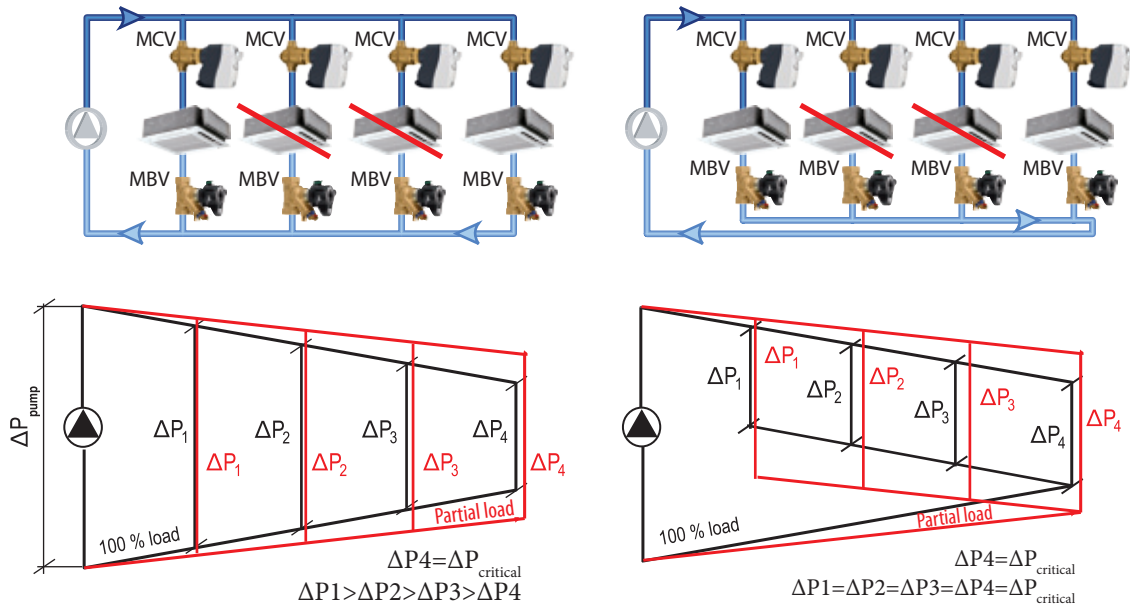 MCV MCV MCV MCV
MBV MBV MBV MBV
MCV MCV MCV MCV
MBV MBV MBV MBV
ΔP pump
ΔP1 ΔP2 ΔP3 ΔP4
ΔP1 ΔP2 ΔP3 ΔP4
Partial load
100 % load
ΔP4=ΔPcritical
ΔP1>ΔP2>ΔP3>ΔP4
ΔP1 ΔP2 ΔP3 ΔP4
ΔP1 ΔP2 ΔP3 ΔP4
Partial load
100 % load
ΔP4=ΔPcritical
ΔP1=ΔP2=ΔP3=ΔP4=ΔPcritical